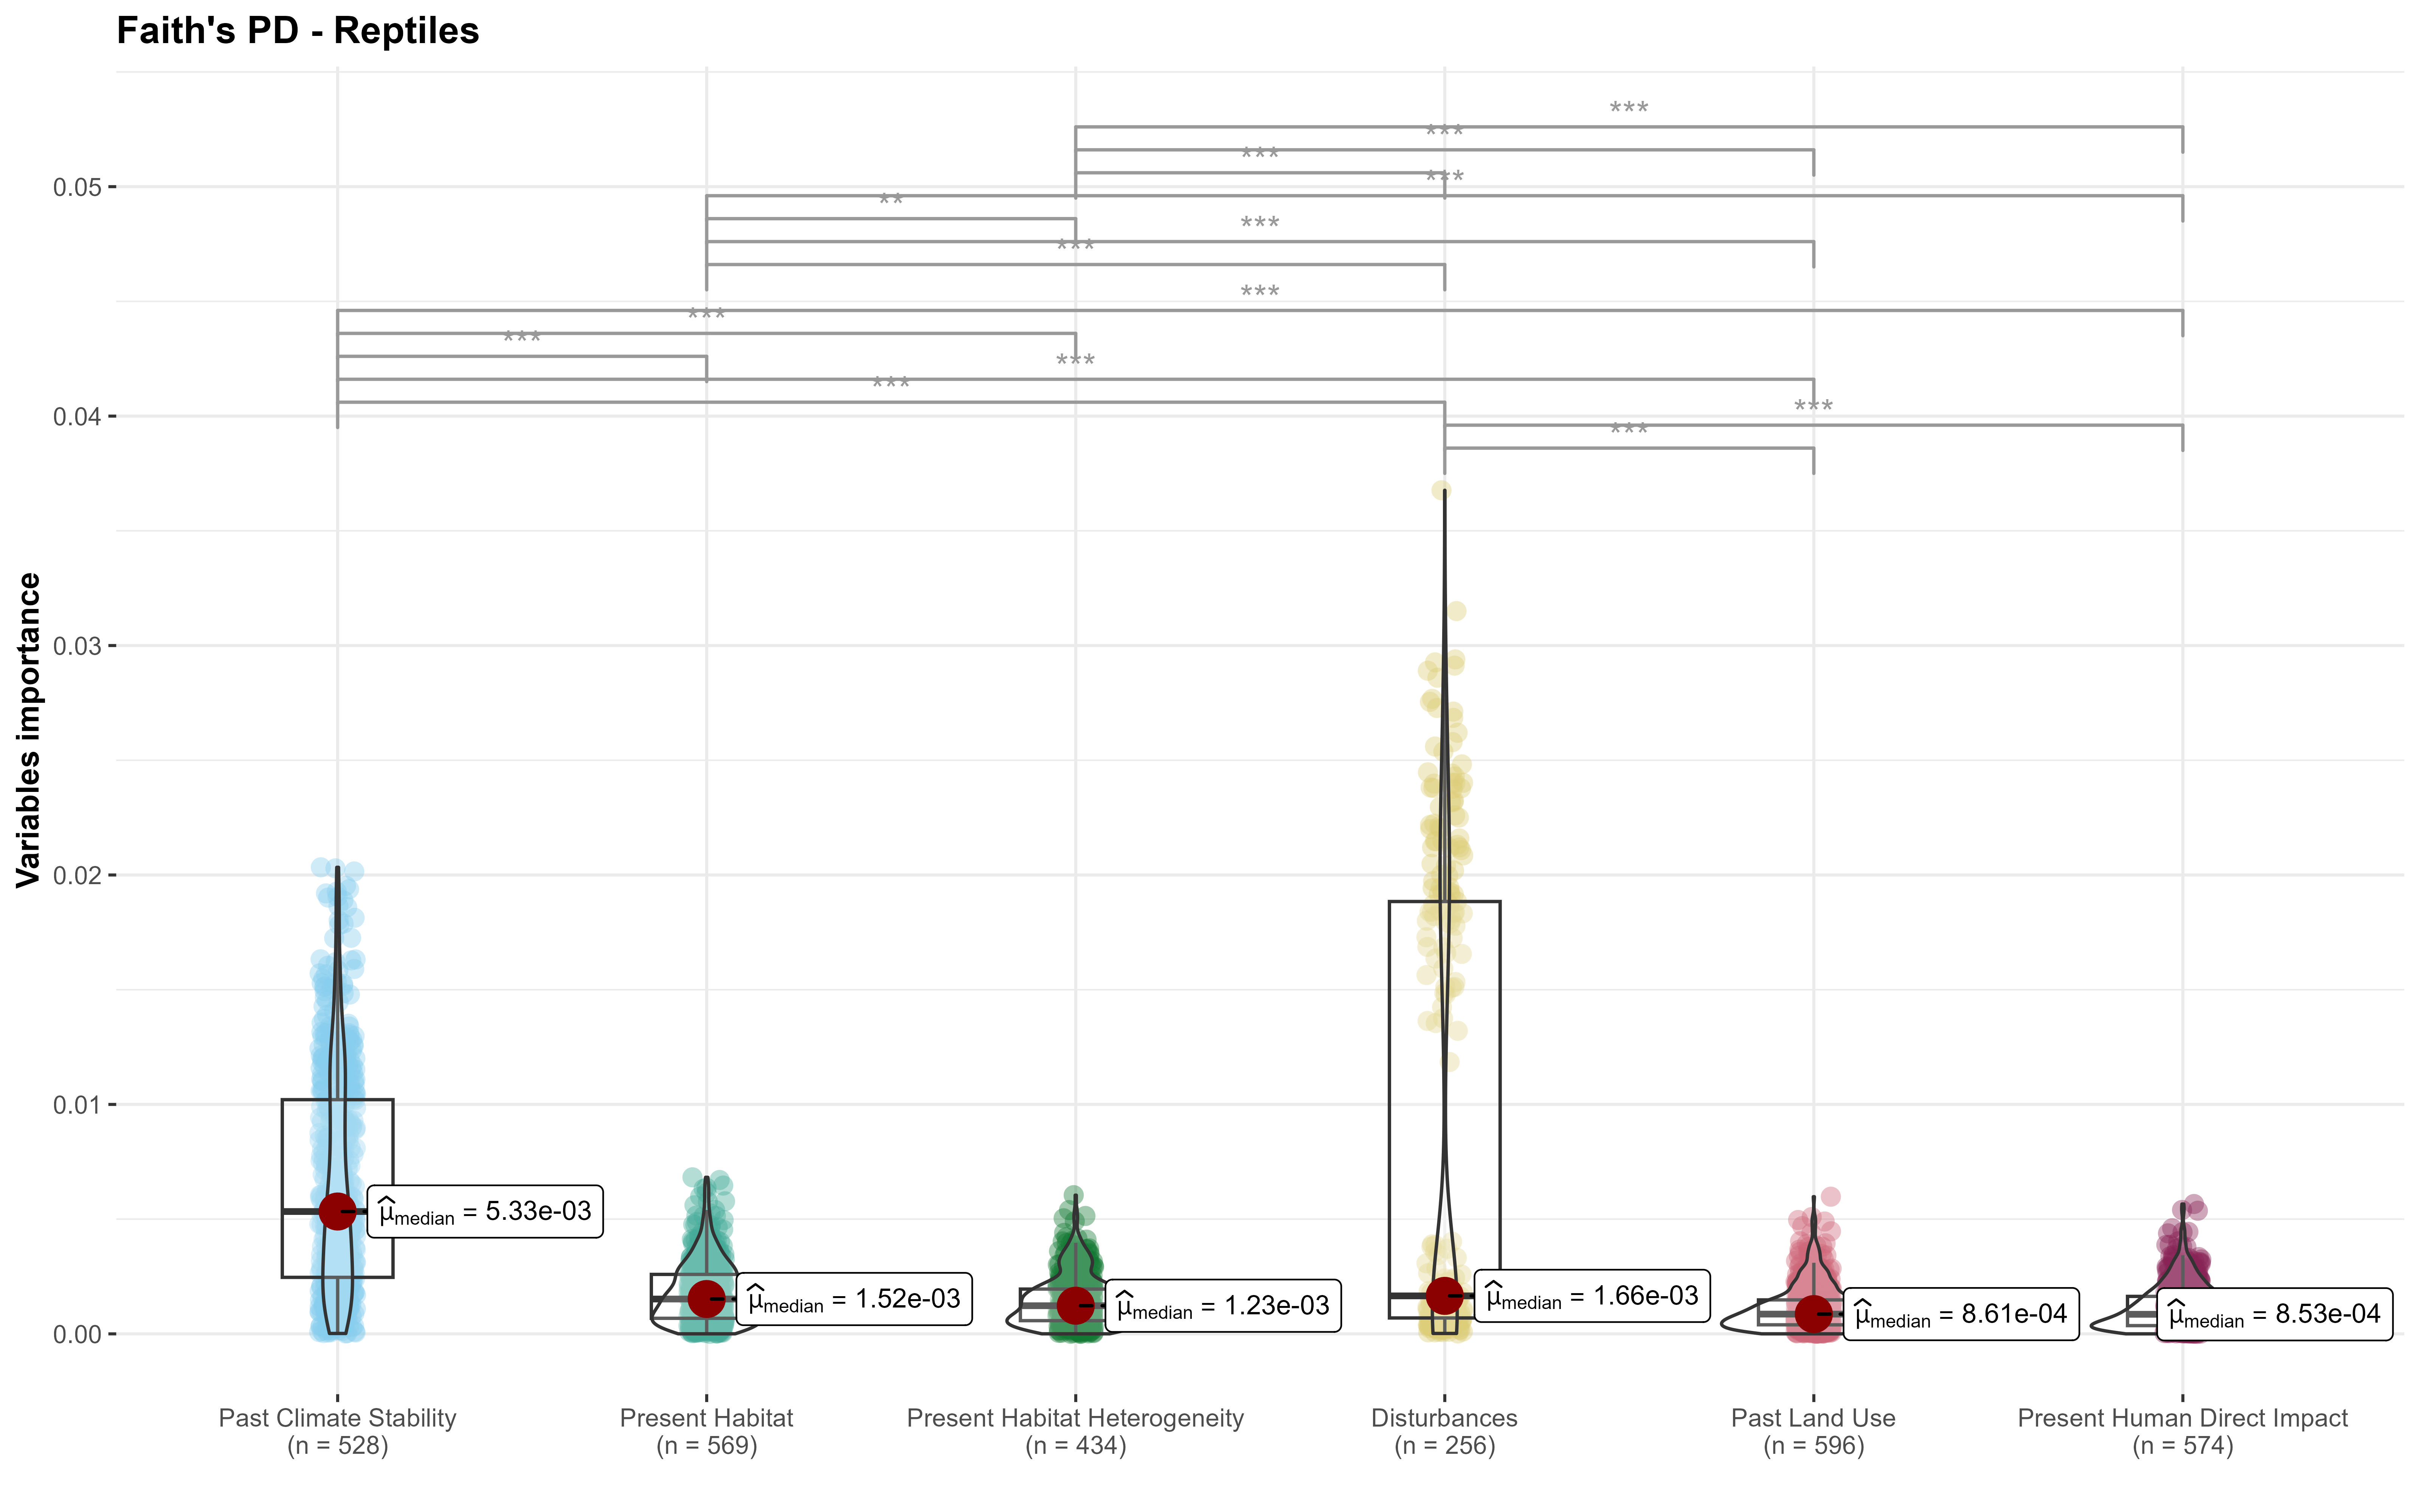 Faith's PD - Reptiles
***
***
***
***
**
***
***
***
***
***
***
***
***
***
0.05
0.04
0.03
0.02
0.01
0.00
Variables importance
μ̂median = 5.33e-03
μ̂median = 1.52e-03
μ̂median = 1.23e-03
μ̂median = 1.66e-03
μ̂median = 8.61e-04
μ̂median = 8.53e-04
Past Climate Stability
(n = 528)
Present Habitat
(n = 569)
Present Habitat Heterogeneity
(n = 434)
Disturbances
(n = 256)
Past Land Use
(n = 596)
Present Human Direct Impact
(n = 574)